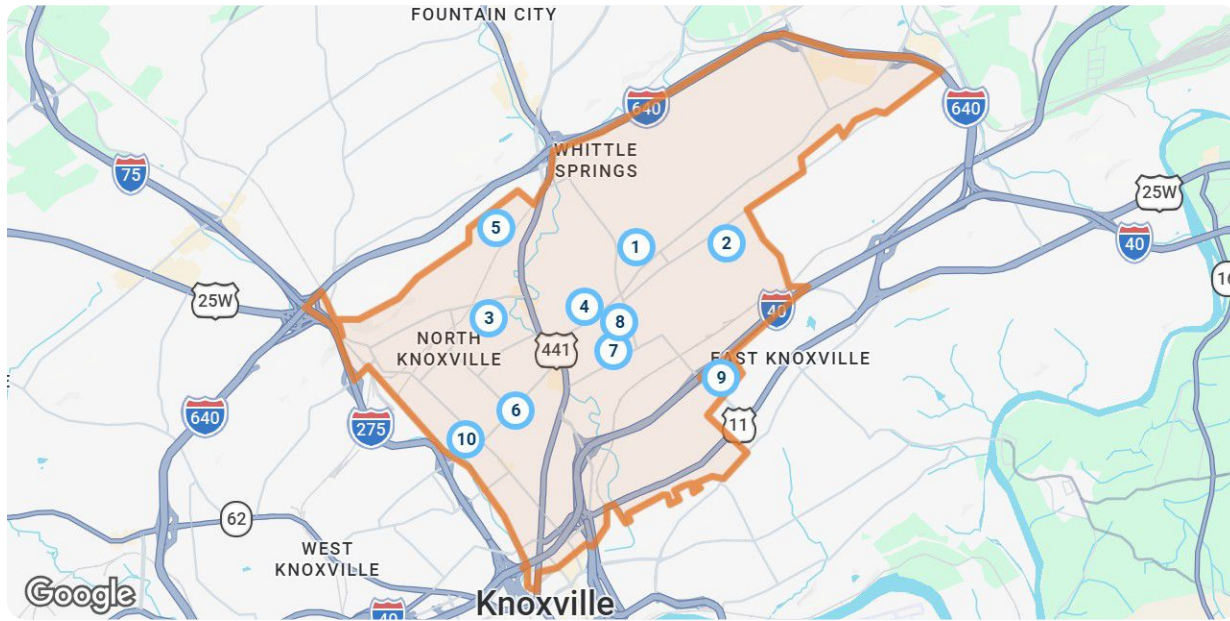 FOUNTAIN CITY
640
640
WHITTLE
SPRINGS
75
25W
5
1
2
40
25W
3
4
8
40
NORTH
KNOXVILLE
441
7
EAST KNOXVILLE
9
640
275
6
11
10
62
WEST
KNOXVILLE
Google
Knoxville
40